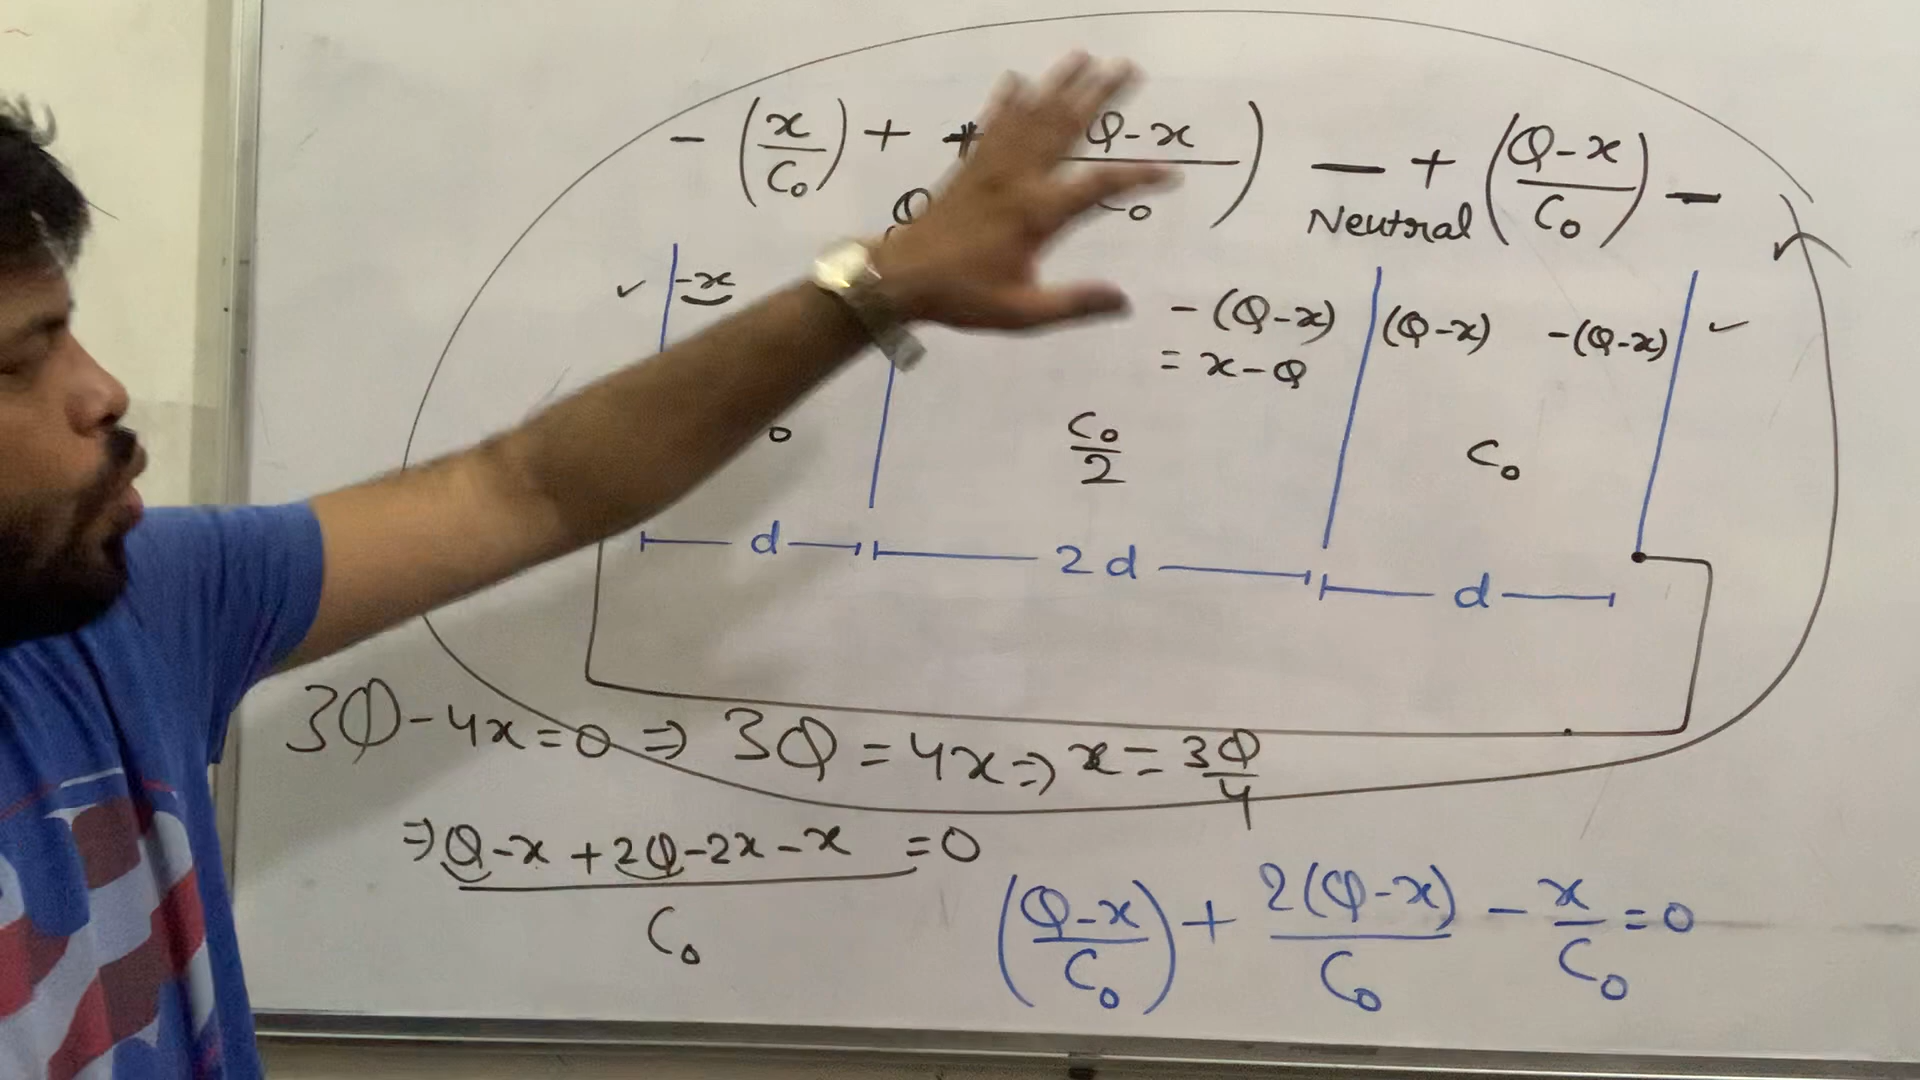 - (x/C₀) + + Q-x/C₀) — + (Q-x/C₀) -
Q
Neutral
-x
-(Q-x)
= x-Q
(Q-x)
-(Q-x)
0
C₀/2
C₀
d
2d
d
3Q-4x=0 ⇒ 3Q = 4x ⇒ x = 3Q/4
⇒ Q-x + 2Q-2x-x / C₀ = 0
(Q-x/C₀) + 2(Q-x)/C₀ - x/C₀ = 0